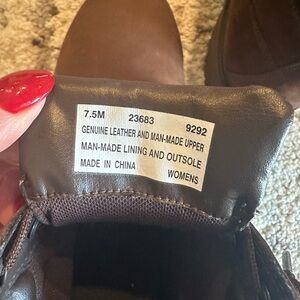 7.5M 23683 9292
GENUINE LEATHER AND MAN-MADE UPPER
MAN-MADE LINING AND OUTSOLE
MADE IN CHINA
WOMENS